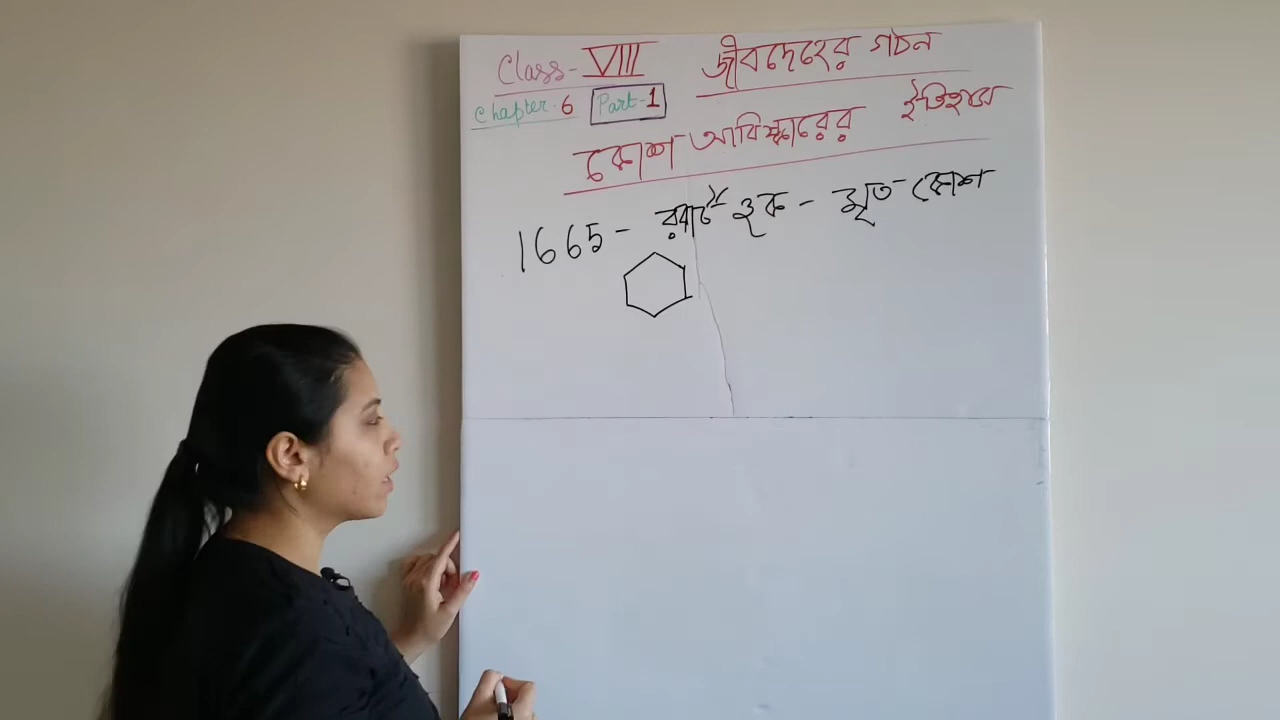 Class-VIII জীবদেহের গঠন
Chapter-6 Part-1
কোশ আবিষ্কারের ইতিহাস
1665 - রবার্ট হুক - মৃত কোশ